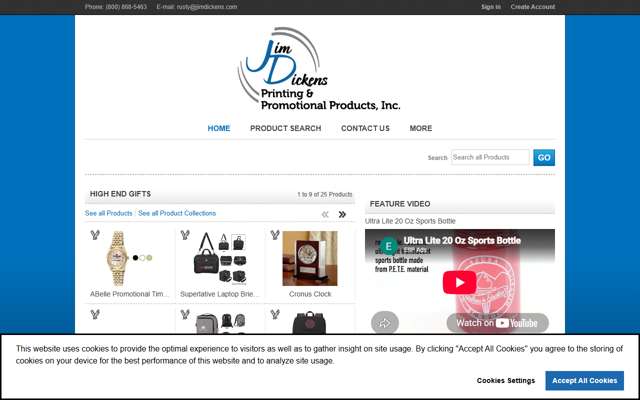 Phone: (800) 868-5463 E-mail: rusty@jimdickens.com
Sign In Create Account
Jim
Dickens
Printing &
Promotional Products, Inc.
HOME PRODUCT SEARCH CONTACT US MORE
Search Search all Products GO
HIGH END GIFTS 1 to 9 of 25 Products
See all Products | See all Product Collections
ABelle Promotional Tim... Superlative Laptop Brie... Cronus Clock
FEATURE VIDEO
Ultra Lite 20 Oz Sports Bottle
E Ultra Lite 20 Oz Sports Bottle
ESP Ads
sports bottle made
from P.E.T.E. material
Watch on YouTube
This website uses cookies to provide the optimal experience to visitors as well as to gather insight on site usage. By clicking "Accept All Cookies" you agree to the storing
of cookies on your device for the best performance of this website and to analyze site usage.
Cookies Settings Accept All Cookies